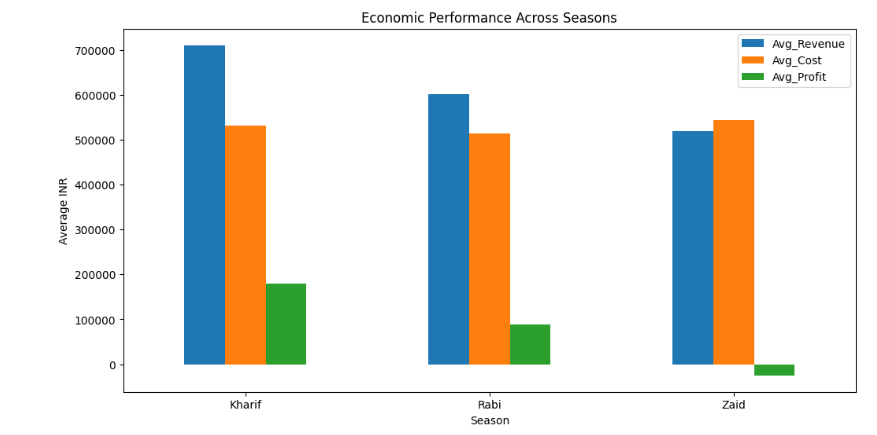 Economic Performance Across Seasons
Avg_Revenue
Avg_Cost
Avg_Profit
Average INR
700000
600000
500000
400000
300000
200000
100000
0
Kharif
Rabi
Zaid
Season